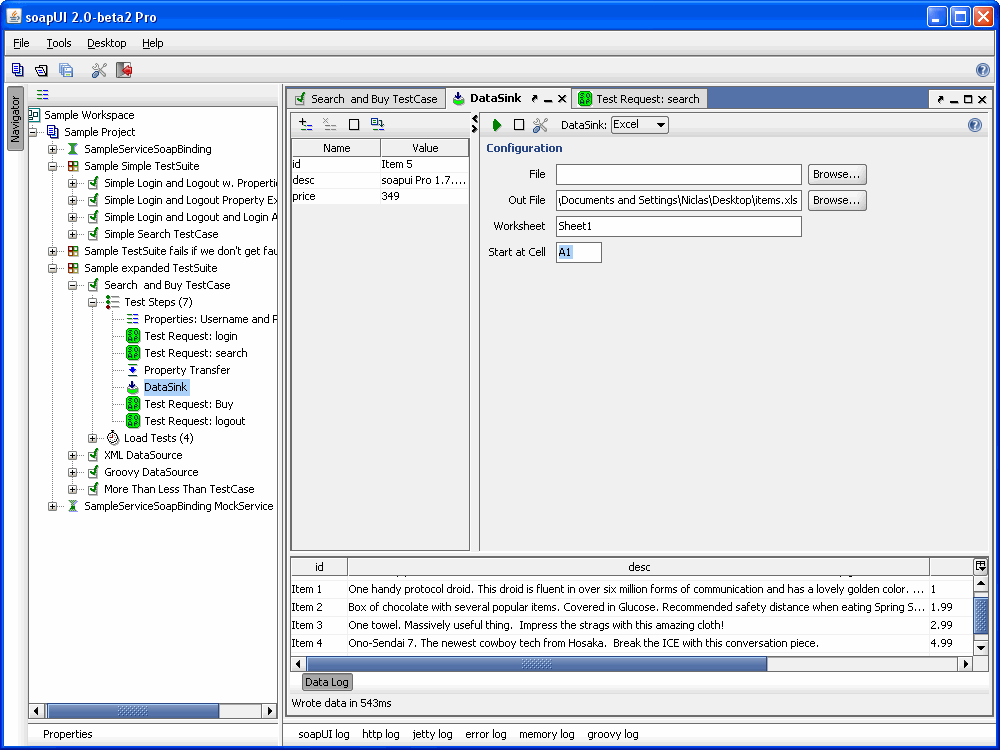 soapUI 2.0-beta2 Pro
File Tools Desktop Help
Navigator
Sample Workspace
Sample Project
SampleServiceSoapBinding
Sample Simple TestSuite
Simple Login and Logout w. Properti
Simple Login and Logout Property Ex
Simple Login and Logout and Login A
Simple Search TestCase
Sample TestSuite fails if we don't get fau
Sample expanded TestSuite
Search and Buy TestCase
Test Steps (7)
Properties: Username and P
Test Request: login
Test Request: search
Property Transfer
DataSink
Test Request: Buy
Test Request: logout
Load Tests (4)
XML DataSource
Groovy DataSource
More Than Less Than TestCase
SampleServiceSoapBinding MockService
Properties
Search and Buy TestCase DataSink Test Request: search
Name Value
id Item 5
desc soapui Pro 1.7....
price 349
DataSink: Excel
Configuration
File Browse...
Out File \Documents and Settings\Niclas\Desktop\items.xls Browse...
Worksheet Sheet1
Start at Cell A1
id desc
Item 1 One handy protocol droid. This droid is fluent in over six million forms of communication and has a lovely golden color. ... 1
Item 2 Box of chocolate with several popular items. Covered in Glucose. Recommended safety distance when eating Spring S... 1.99
Item 3 One towel. Massively useful thing. Impress the strags with this amazing cloth! 2.99
Item 4 Ono-Sendai 7. The newest cowboy tech from Hosaka. Break the ICE with this conversation piece. 4.99
Data Log
Wrote data in 543ms
soapUI log http log jetty log error log memory log groovy log